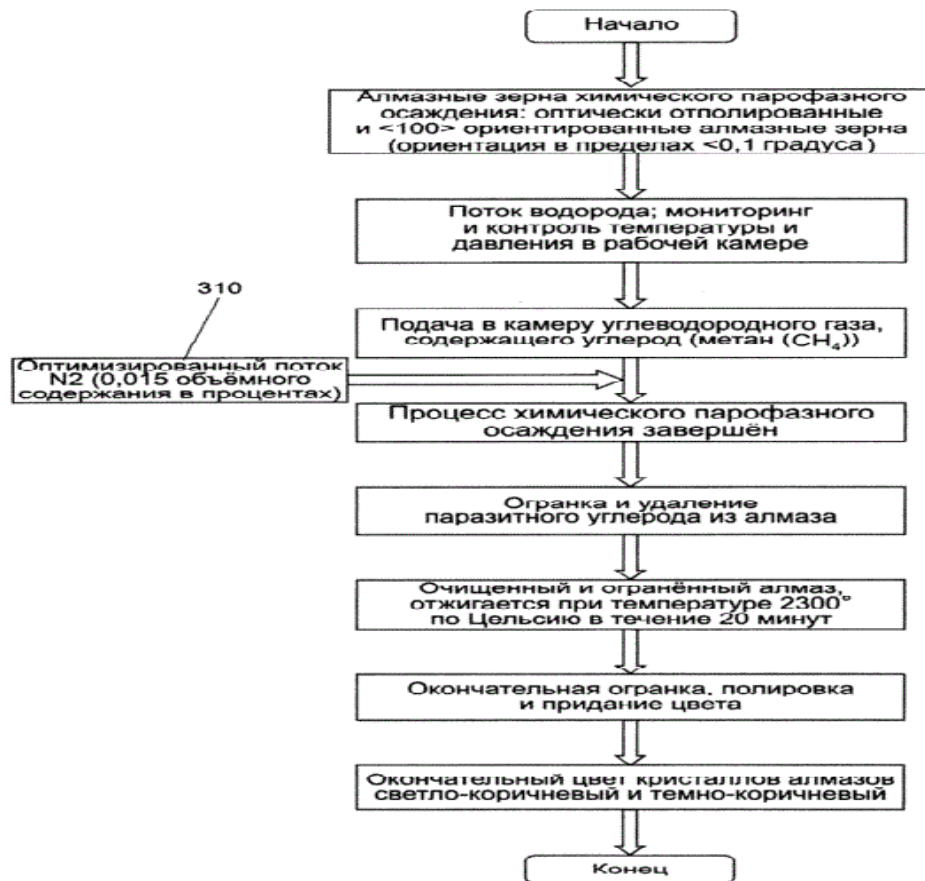 Начало
Алмазные зерна химического парофазного
осаждения: оптически отполированные
и <100> ориентированные алмазные зерна
(ориентация в пределах <0,1 градуса)
Поток водорода; мониторинг
и контроль температуры и
давления в рабочей камере
310
Подача в камеру углеводородного газа,
содержащего углерод (метан (CH₄))
Оптимизированный поток
N2 (0,015 объёмного
содержания в процентах)
Процесс химического парофазного
осаждения завершён
Огранка и удаление
паразитного углерода из алмаза
Очищенный и огранённый алмаз,
отжигается при температуре 2300°
по Цельсию в течение 20 минут
Окончательная огранка, полировка
и придание цвета
Окончательный цвет кристаллов алмазов
светло-коричневый и темно-коричневый
Конец